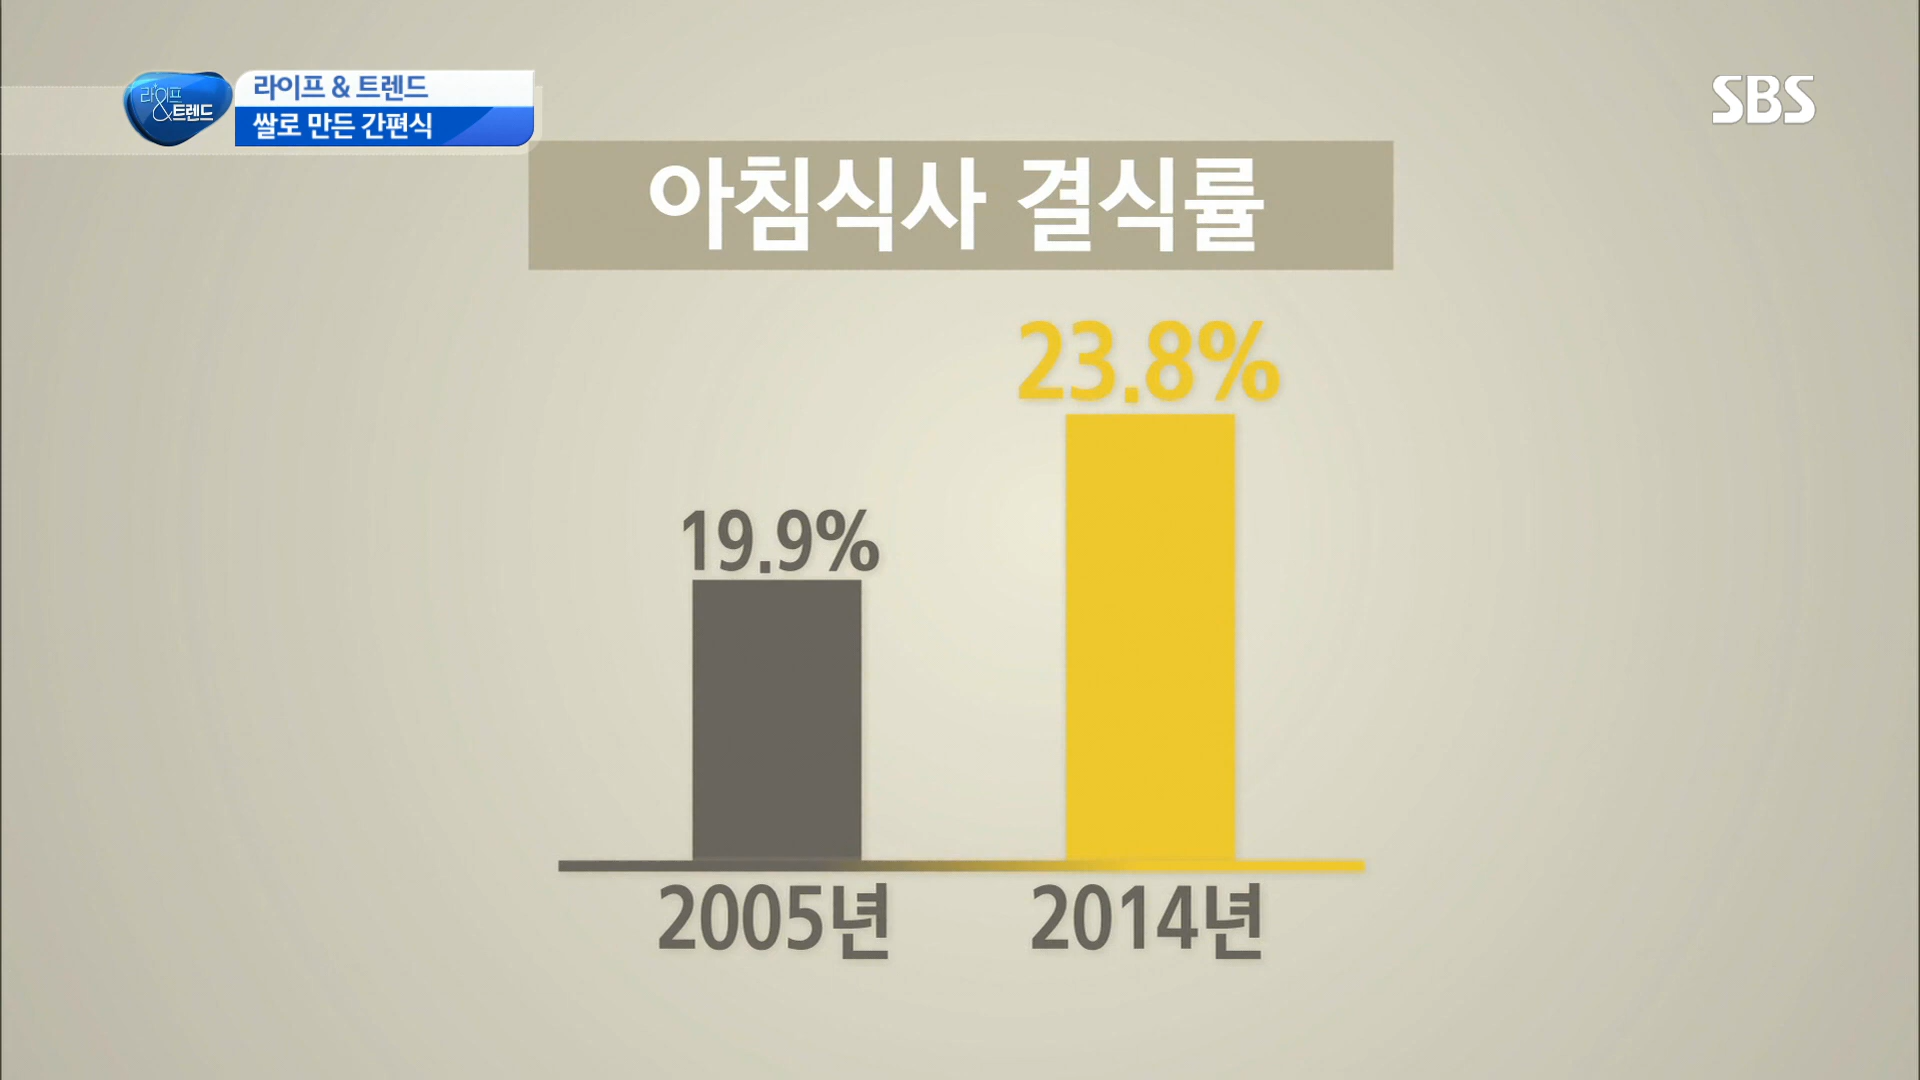 라이프
&트렌드
라이프 & 트렌드
쌀로 만든 간편식
SBS
아침식사 결식률
23.8%
19.9%
2005년
2014년